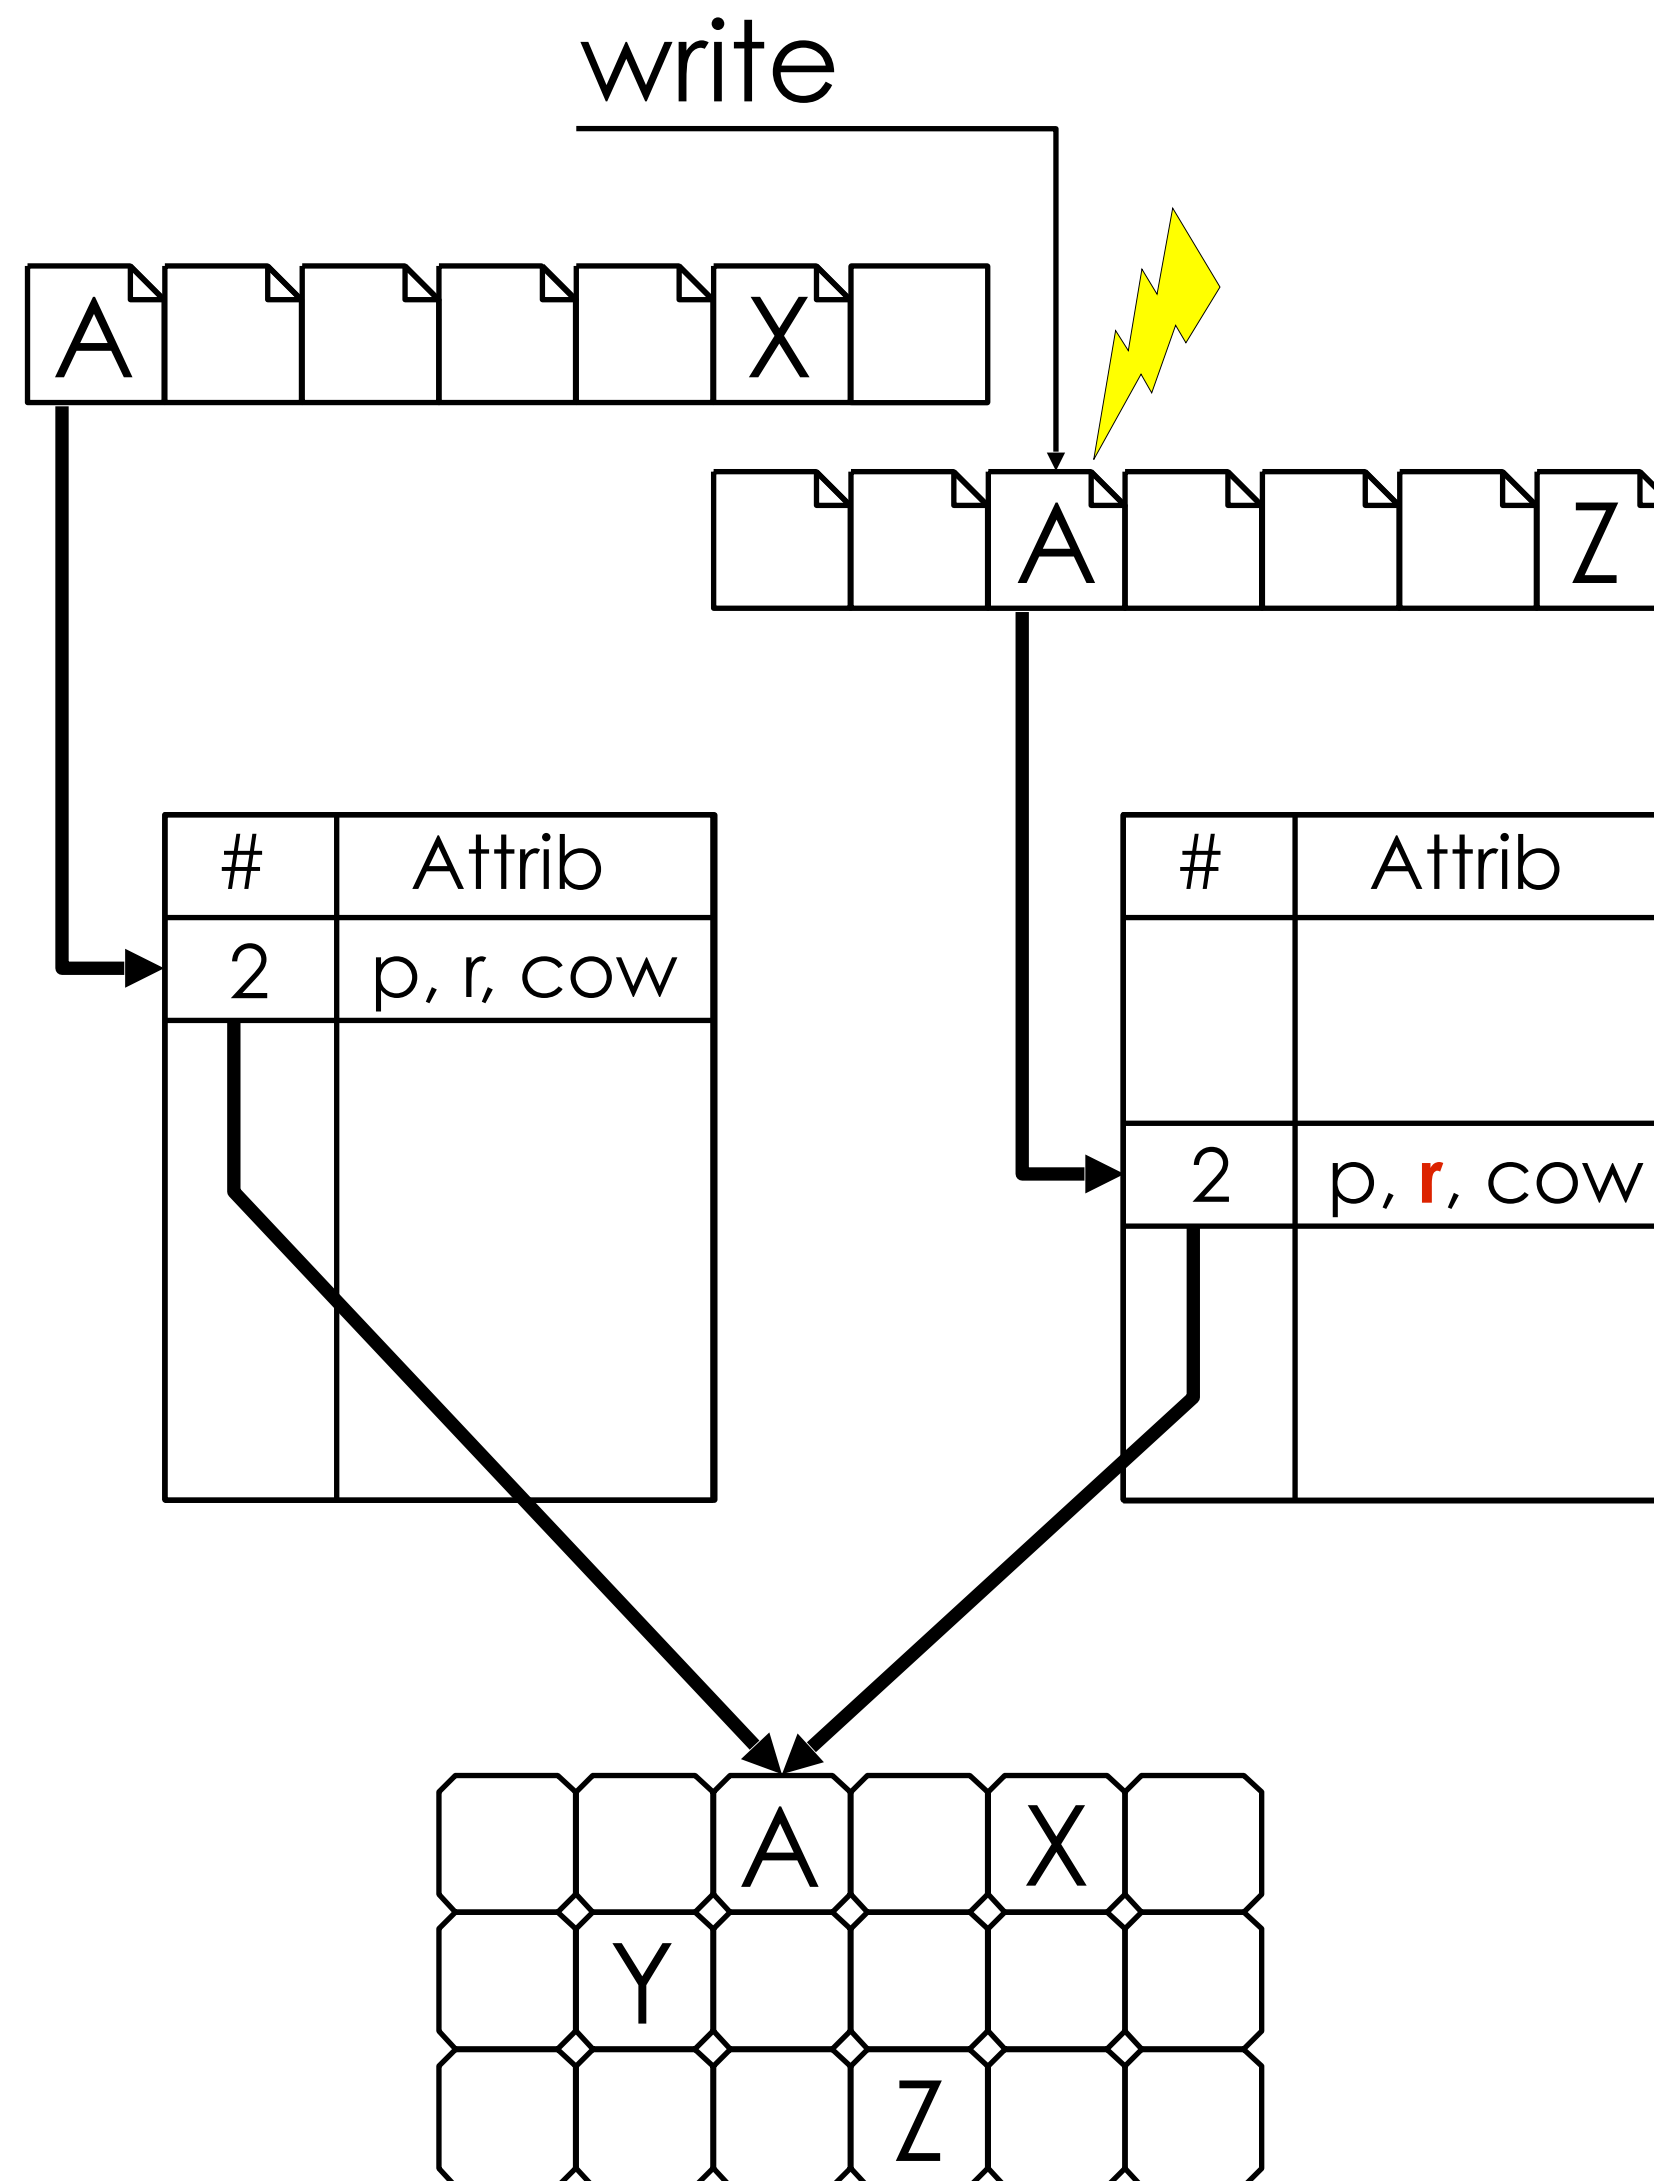 write
A X
A Z
# Attrib
2 p, r, cow
# Attrib
2 p, r, cow
A X
Y
Z